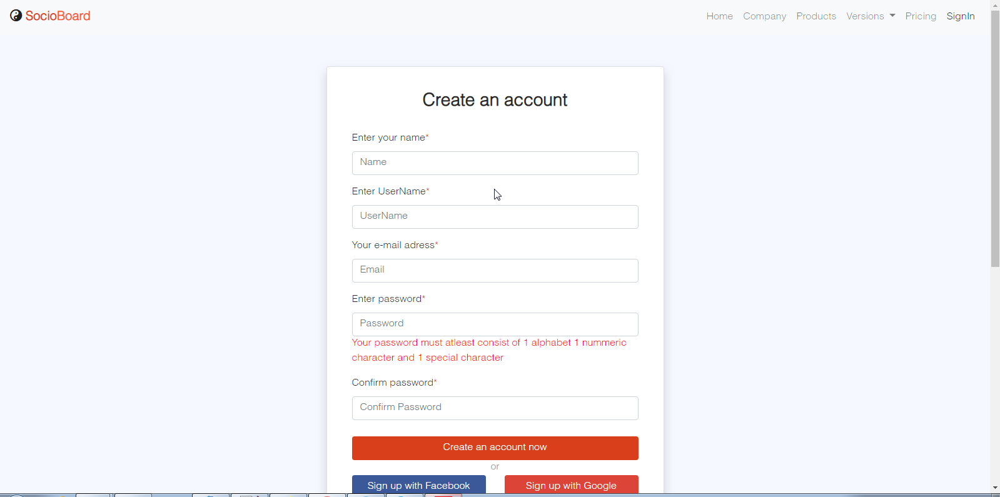 SocioBoard
Home Company Products Versions Pricing SignIn
Create an account
Enter your name*
Name
Enter UserName*
UserName
Your e-mail adress*
Email
Enter password*
Password
Your password must atleast consist of 1 alphabet 1 nummeric
character and 1 special character
Confirm password*
Confirm Password
Create an account now
or
Sign up with Facebook Sign up with Google